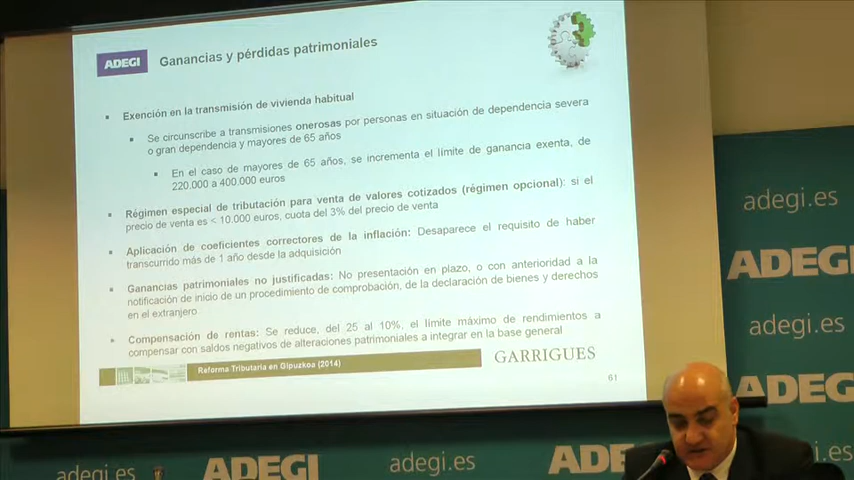 ADEGI
Ganancias y pérdidas patrimoniales
Exención en la transmisión de vivienda habitual
Se circunscribe a transmisiones onerosas por personas en situación de dependencia severa
o gran dependencia y mayores de 65 años
En el caso de mayores de 65 años, se incrementa el límite de ganancia exenta, de
220.000 a 400.000 euros
Régimen especial de tributación para venta de valores cotizados (régimen opcional): si el
precio de venta es < 10.000 euros, cuota del 3% del precio de venta
Aplicación de coeficientes correctores de la inflación: Desaparece el requisito de haber
transcurrido más de 1 año desde la adquisición
Ganancias patrimoniales no justificadas: No presentación en plazo, o con anterioridad a la
notificación de inicio de un procedimiento de comprobación, de la declaración de bienes y derechos
en el extranjero
Compensación de rentas: Se reduce, del 25 al 10%, el límite máximo de rendimientos a
compensar con saldos negativos de alteraciones patrimoniales a integrar en la base general
Reforma Tributaria en Gipuzkoa (2014)
GARRIGUES
61
adegi.es
ADEGI
adegi.es
ADEGI
adegi.es
ADEGI
adegi.es
ADE
i.es